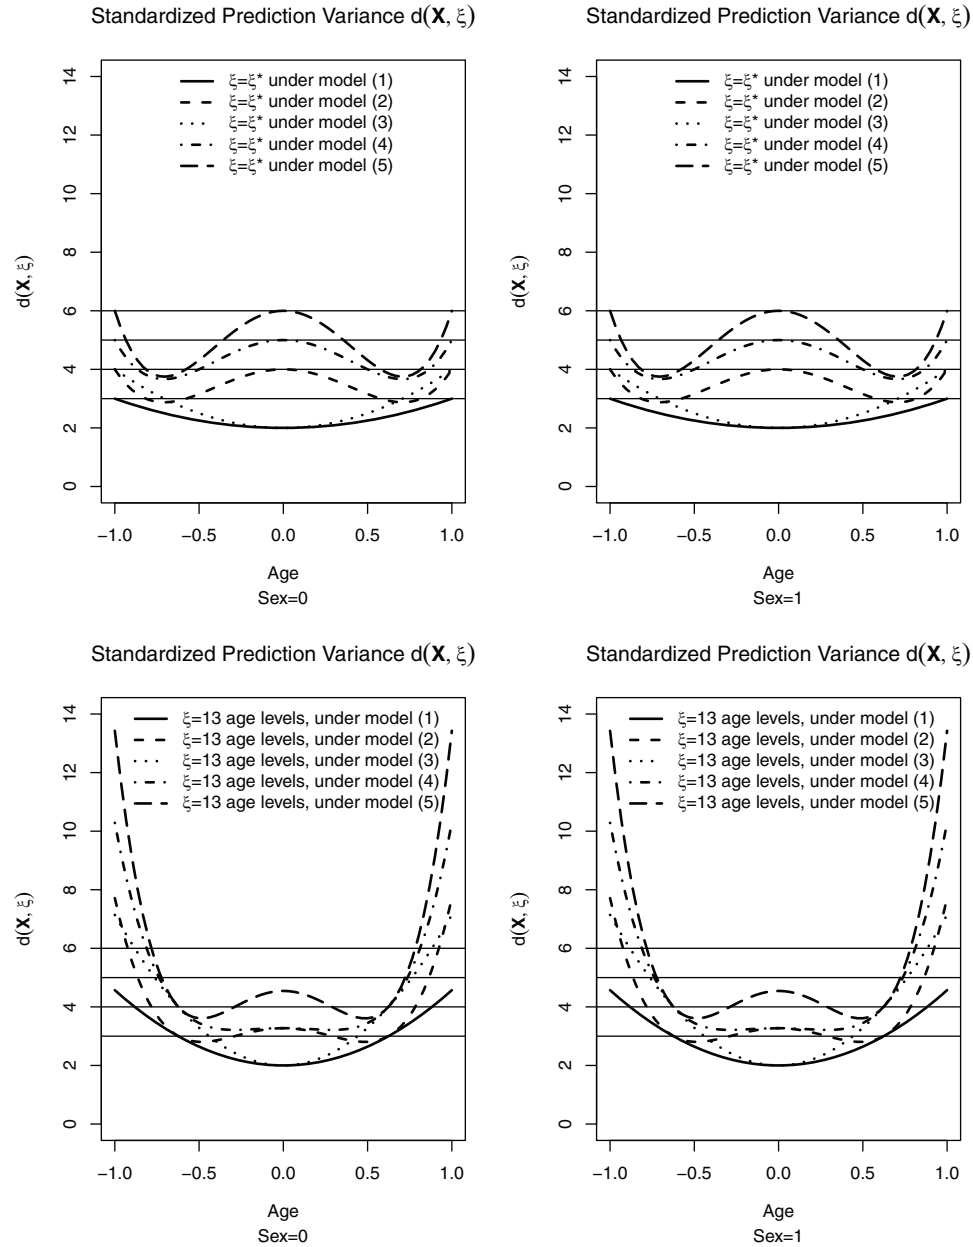 Standardized Prediction Variance d(X, ξ)
ξ=ξ* under model (1)
ξ=ξ* under model (2)
ξ=ξ* under model (3)
ξ=ξ* under model (4)
ξ=ξ* under model (5)
d(X, ξ)
14
12
10
8
6
4
2
0
−1.0 −0.5 0.0 0.5 1.0
Age
Sex=0
Standardized Prediction Variance d(X, ξ)
ξ=ξ* under model (1)
ξ=ξ* under model (2)
ξ=ξ* under model (3)
ξ=ξ* under model (4)
ξ=ξ* under model (5)
d(X, ξ)
14
12
10
8
6
4
2
0
−1.0 −0.5 0.0 0.5 1.0
Age
Sex=1
Standardized Prediction Variance d(X, ξ)
ξ=13 age levels, under model (1)
ξ=13 age levels, under model (2)
ξ=13 age levels, under model (3)
ξ=13 age levels, under model (4)
ξ=13 age levels, under model (5)
d(X, ξ)
14
12
10
8
6
4
2
0
−1.0 −0.5 0.0 0.5 1.0
Age
Sex=0
Standardized Prediction Variance d(X, ξ)
ξ=13 age levels, under model (1)
ξ=13 age levels, under model (2)
ξ=13 age levels, under model (3)
ξ=13 age levels, under model (4)
ξ=13 age levels, under model (5)
d(X, ξ)
14
12
10
8
6
4
2
0
−1.0 −0.5 0.0 0.5 1.0
Age
Sex=1